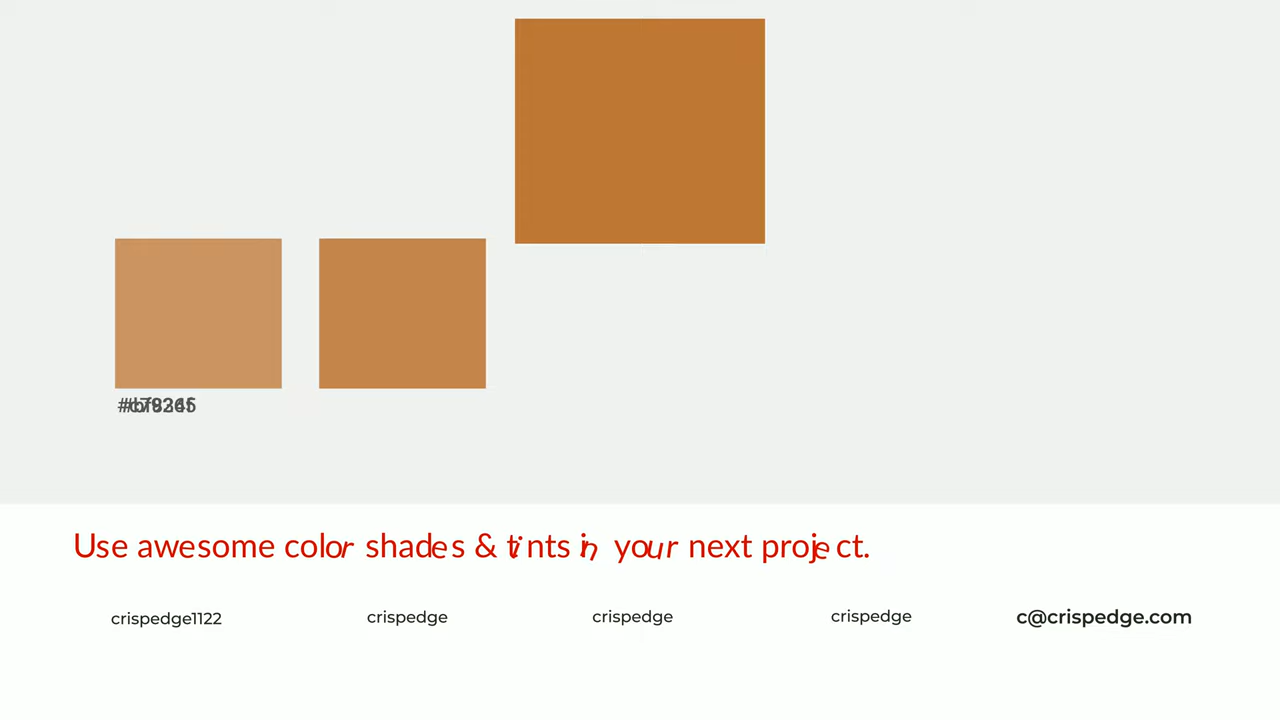 Use awesome color shades & tints in your next project.
crispedge1122 crispedge crispedge crispedge c@crispedge.com